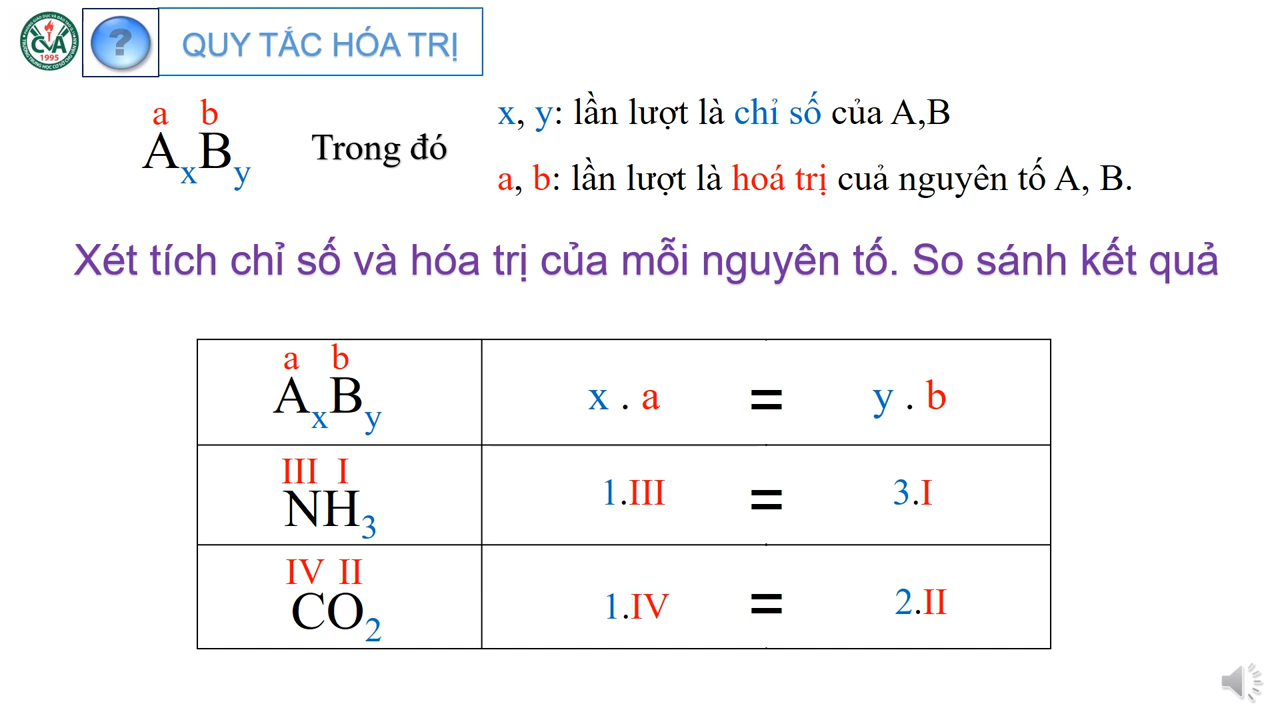 CVA
1995
?
QUY TẮC HÓA TRỊ
a b
AxBy
Trong đó
x, y: lần lượt là chỉ số của A,B
a, b: lần lượt là hoá trị cuả nguyên tố A, B.
Xét tích chỉ số và hóa trị của mỗi nguyên tố. So sánh kết quả
a b
AxBy
x . a = y . b
III I
NH3
1.III = 3.I
IV II
CO2
1.IV = 2.II